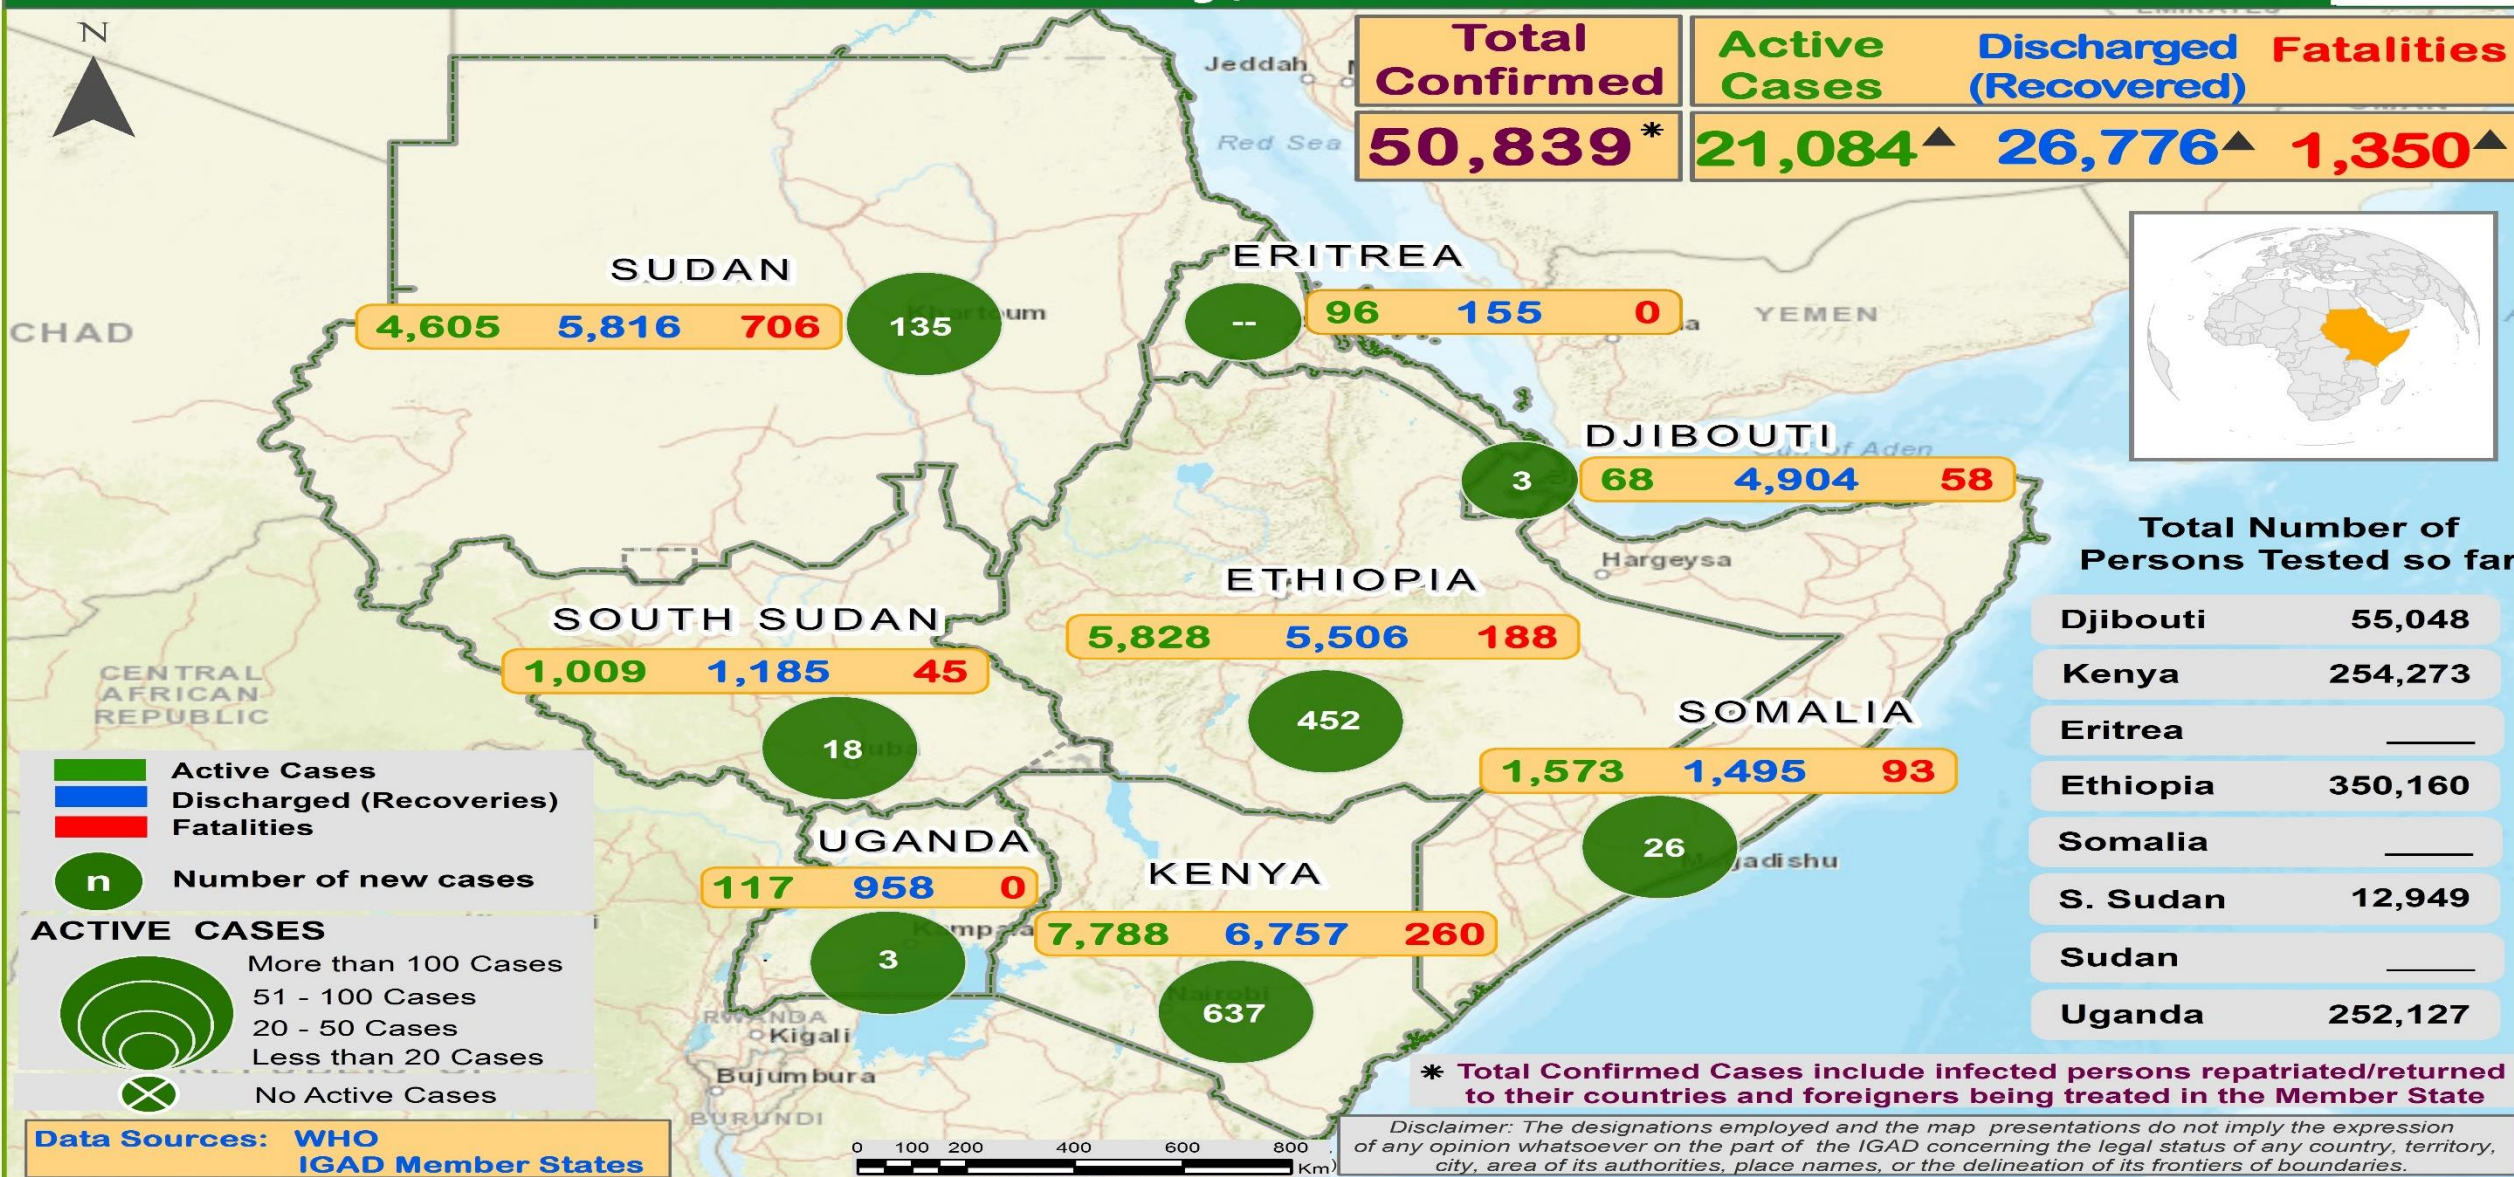 N
Total
Confirmed
Active
Cases
Discharged
(Recovered)
Fatalities
50,839*
21,084▲ 26,776▲ 1,350▲
Jeddah
Red Sea
SUDAN
4,605 5,816 706
135
ERITREA
--
96 155 0
CHAD
YEMEN
DJIBOUTI
of Aden
3
68 4,904 58
Hargeysa
ETHIOPIA
5,828 5,506 188
452
SOUTH SUDAN
1,009 1,185 45
18
CENTRAL
AFRICAN
REPUBLIC
SOMALIA
1,573 1,495 93
26
UGANDA
117 958 0
3
KENYA
7,788 6,757 260
Nairobi
637
RWANDA
Kigali
Bujumbura
BURUNDI
Total Number of
Persons Tested so far
Djibouti 55,048
Kenya 254,273
Eritrea ____
Ethiopia 350,160
Somalia ____
S. Sudan 12,949
Sudan ____
Uganda 252,127
Active Cases
Discharged (Recoveries)
Fatalities
n Number of new cases
ACTIVE CASES
More than 100 Cases
51 - 100 Cases
20 - 50 Cases
Less than 20 Cases
No Active Cases
Data Sources: WHO
IGAD Member States
0 100 200 400 600 800
Km
* Total Confirmed Cases include infected persons repatriated/returned
to their countries and foreigners being treated in the Member State
Disclaimer: The designations employed and the map presentations do not imply the expression
of any opinion whatsoever on the part of the IGAD concerning the legal status of any country, territory,
city, area of its authorities, place names, or the delineation of its frontiers of boundaries.